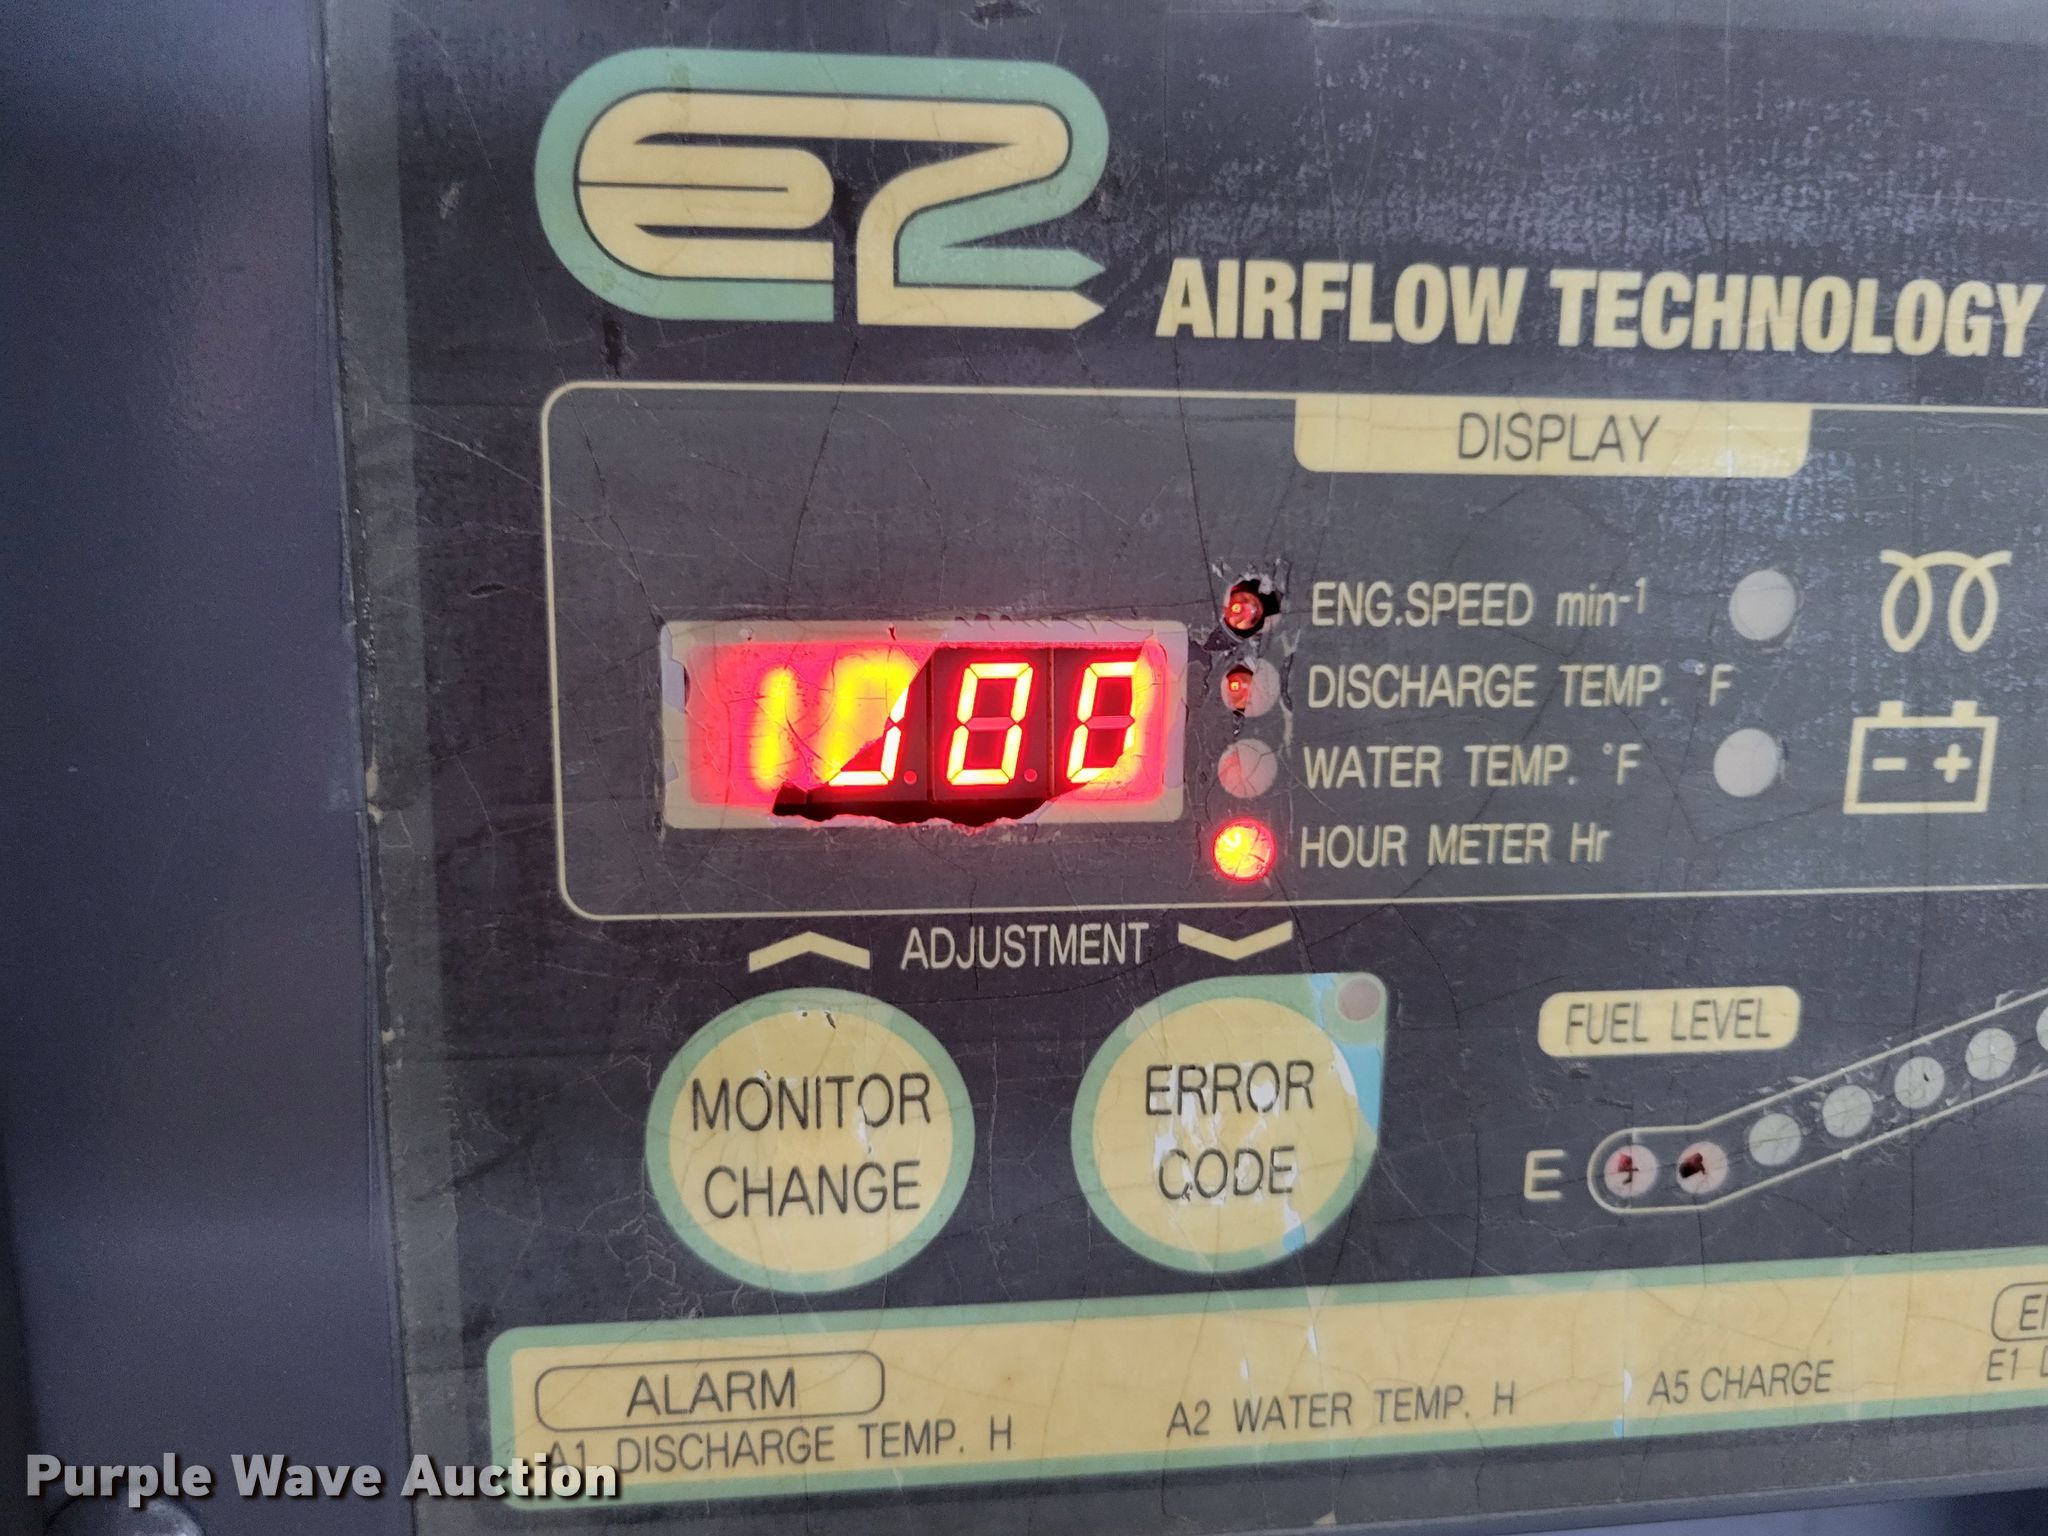 e2
AIRFLOW TECHNOLOGY
DISPLAY
ENG.SPEED min-1
DISCHARGE TEMP. °F
WATER TEMP. °F
HOUR METER Hr
ADJUSTMENT
MONITOR
CHANGE
ERROR
CODE
FUEL LEVEL
E
ALARM
A1 DISCHARGE TEMP. H
A2 WATER TEMP. H
A5 CHARGE
E1
Purple Wave Auction